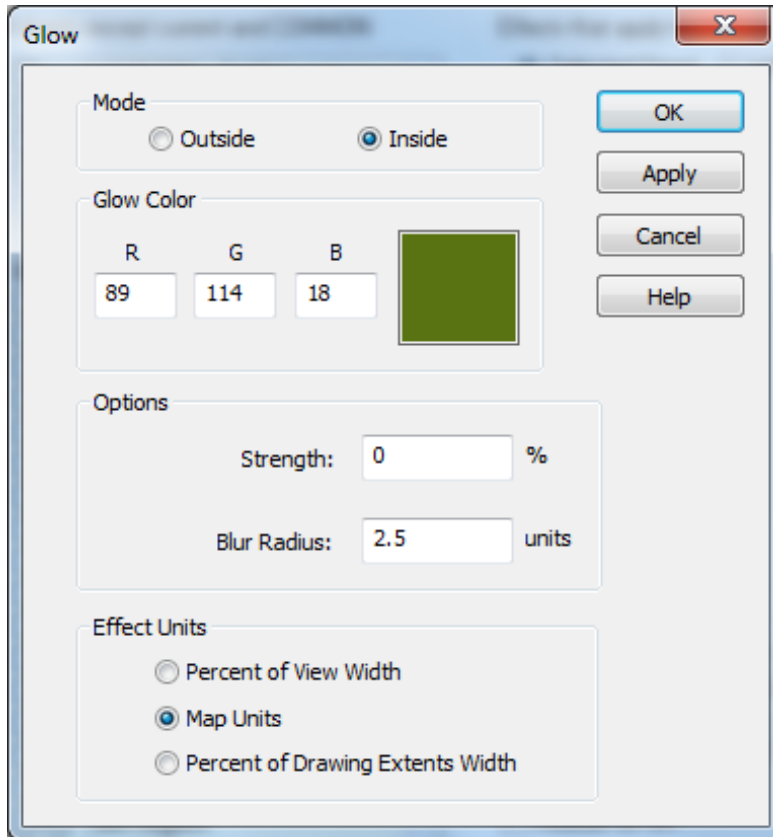 Glow
Mode
Outside Inside
OK
Apply
Cancel
Help
Glow Color
R G B
89 114 18
Options
Strength: 0 %
Blur Radius: 2.5 units
Effect Units
Percent of View Width
Map Units
Percent of Drawing Extents Width